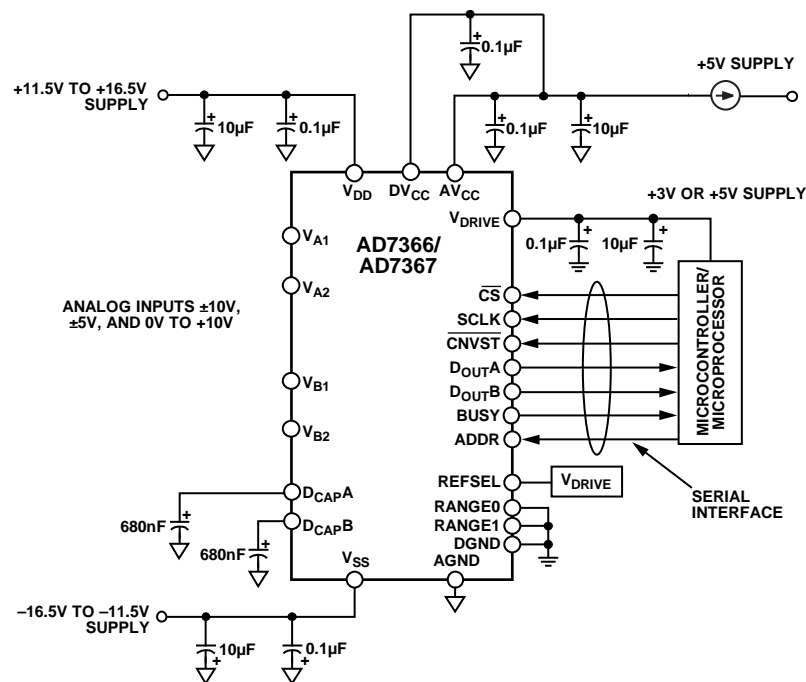 0.1µF
+5V SUPPLY
+11.5V TO +16.5V
SUPPLY
10µF
0.1µF
0.1µF
10µF
VDD
DVCC
AVCC
+3V OR +5V SUPPLY
VDRIVE
0.1µF
10µF
AD7366/
AD7367
VA1
VA2
ANALOG INPUTS ±10V,
±5V, AND 0V TO +10V
VB1
VB2
CS
SCLK
CNVST
DOUTA
DOUTB
BUSY
ADDR
MICROCONTROLLER/
MICROPROCESSOR
SERIAL
INTERFACE
REFSEL
VDRIVE
RANGE0
RANGE1
DGND
DCAPA
DCAPB
680nF
680nF
VSS
AGND
–16.5V TO –11.5V
SUPPLY
10µF
0.1µF